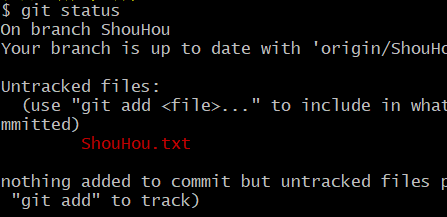 $ git status
On branch ShouHou
Your branch is up to date with 'origin/ShouHo
Untracked files:
(use "git add <file>..." to include in what
mmitted)
ShouHou.txt
nothing added to commit but untracked files p
"git add" to track)